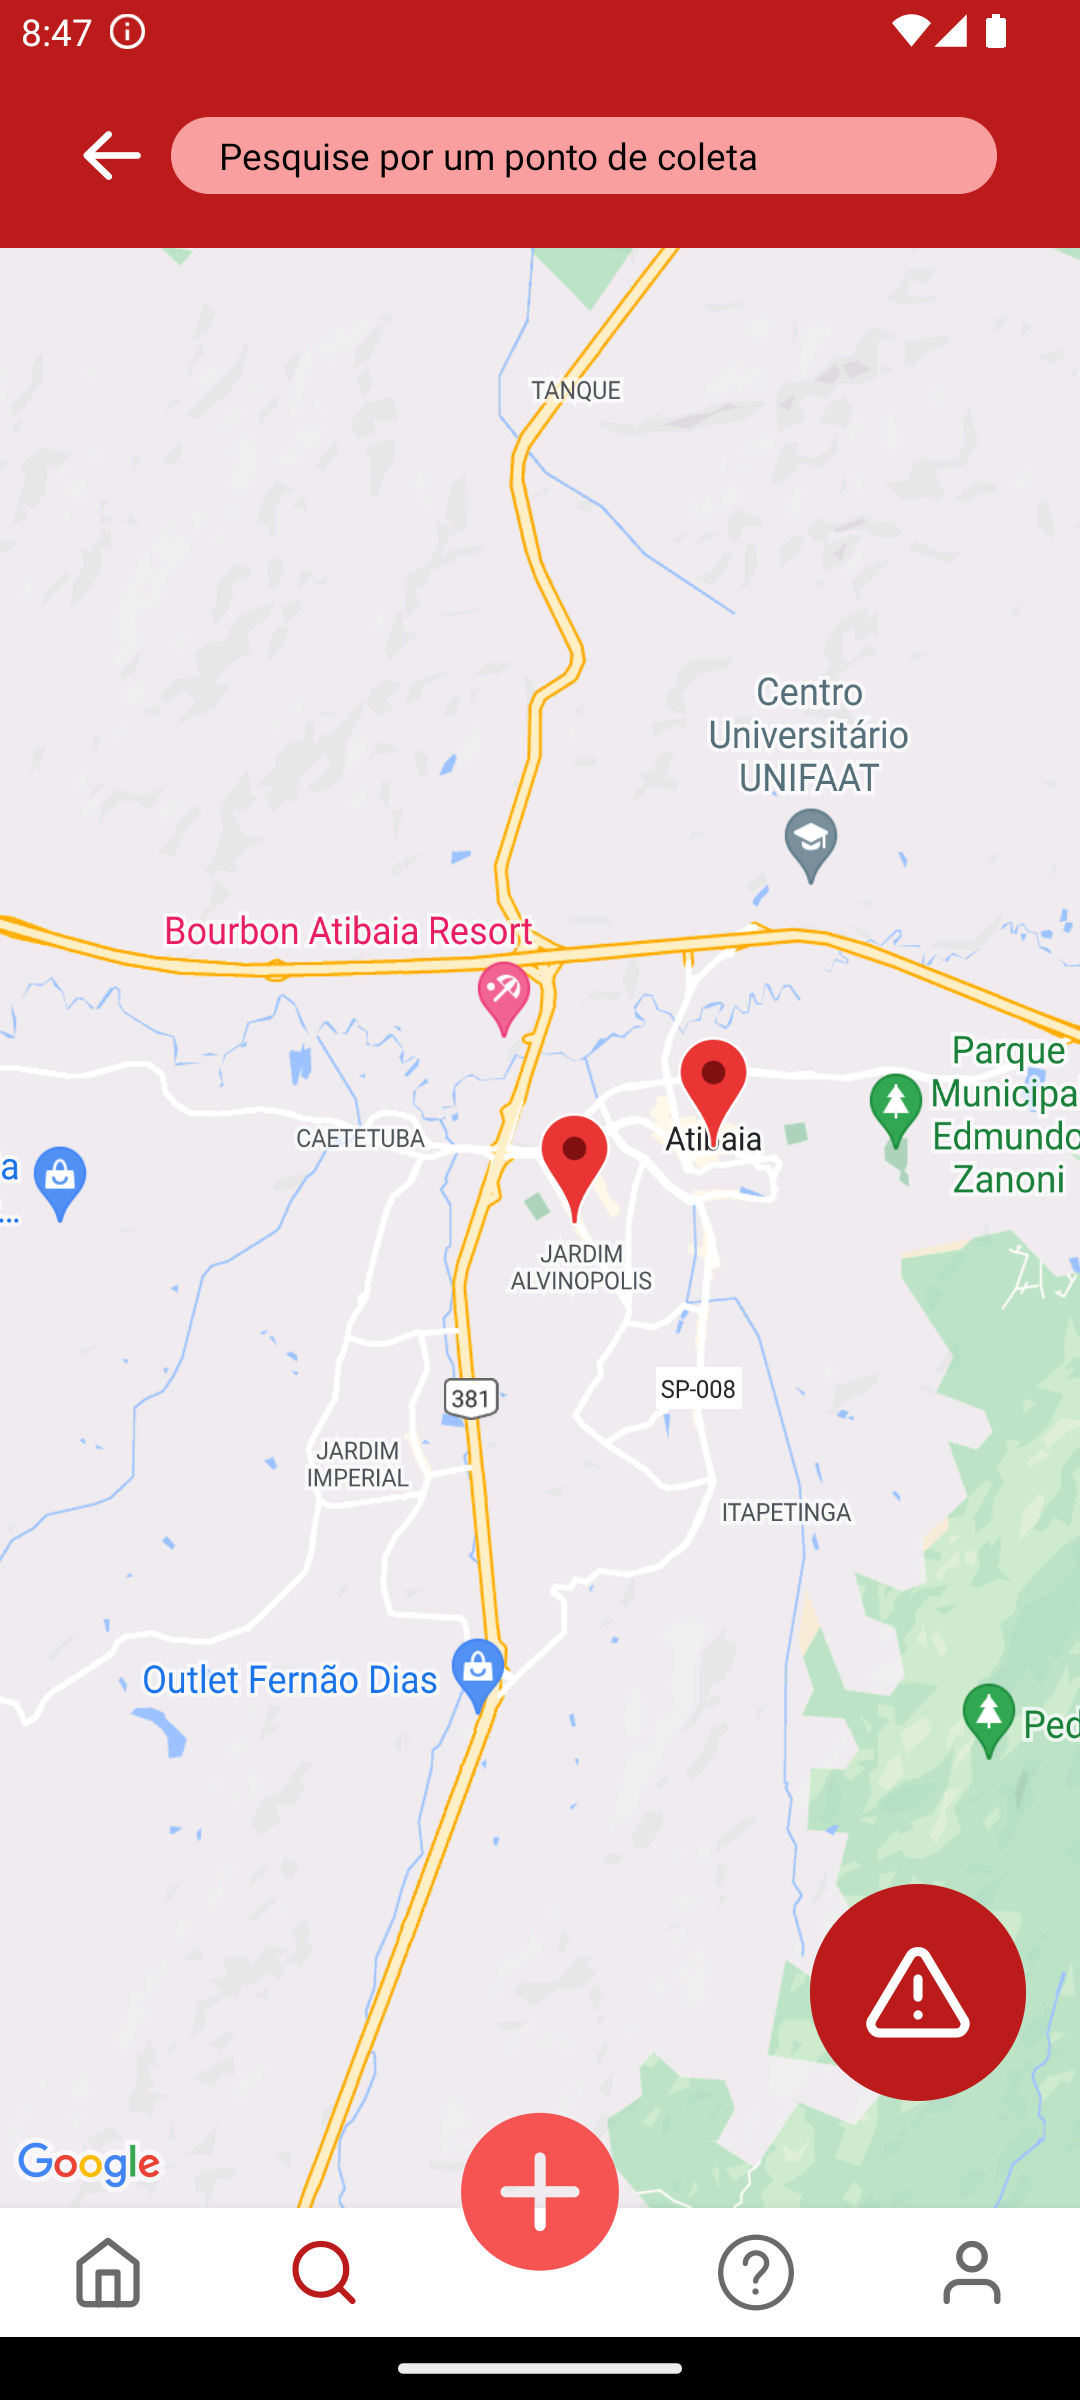 8:47
Pesquise por um ponto de coleta
TANQUE
Centro
Universitário
UNIFAAT
Bourbon Atibaia Resort
Parque
Municipa
Edmundo
Zanoni
CAETETUBA
Atibaia
a
...
JARDIM
ALVINOPOLIS
381
SP-008
JARDIM
IMPERIAL
ITAPETINGA
Outlet Fernão Dias
Ped
Google